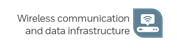 Wireless communication
and data infrastructure